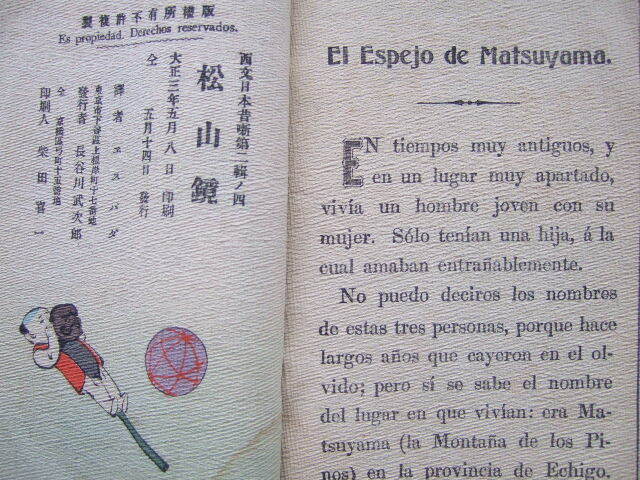 版權所有不許複製
Es propiedad. Derechos reservados.
西文日本昔噺第二輯ノ四
松山鏡
大正三年五月八日 印刷
仝 五月十四日 發行
譯者 エスパダ
東京市下谷區上根岸町十七番地
發行者 長谷川武次郎
仝 京橋區弓町
印刷人 柴田喜一
El Espejo de Matsuyama.
EN tiempos muy antiguos, y
en un lugar muy apartado,
vivía un hombre joven con su
mujer. Sólo tenían una hija, á la
cual amaban entrañablemente.
No puedo deciros los nombres
de estas tres personas, porque hace
largos años que cayeron en el ol-
vido; pero sí se sabe el nombre
del lugar en que vivían: era Ma-
tsuyama (la Montaña de los Pi-
nos) en la provincia de Echigo.